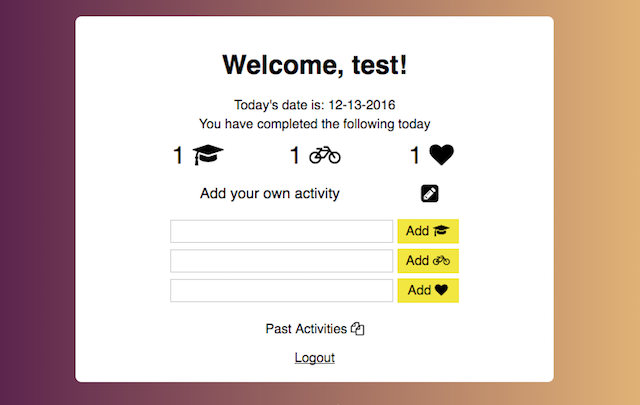 Welcome, test!
Today's date is: 12-13-2016
You have completed the following today
1 1 1
Add your own activity
Add
Add
Add
Past Activities
Logout